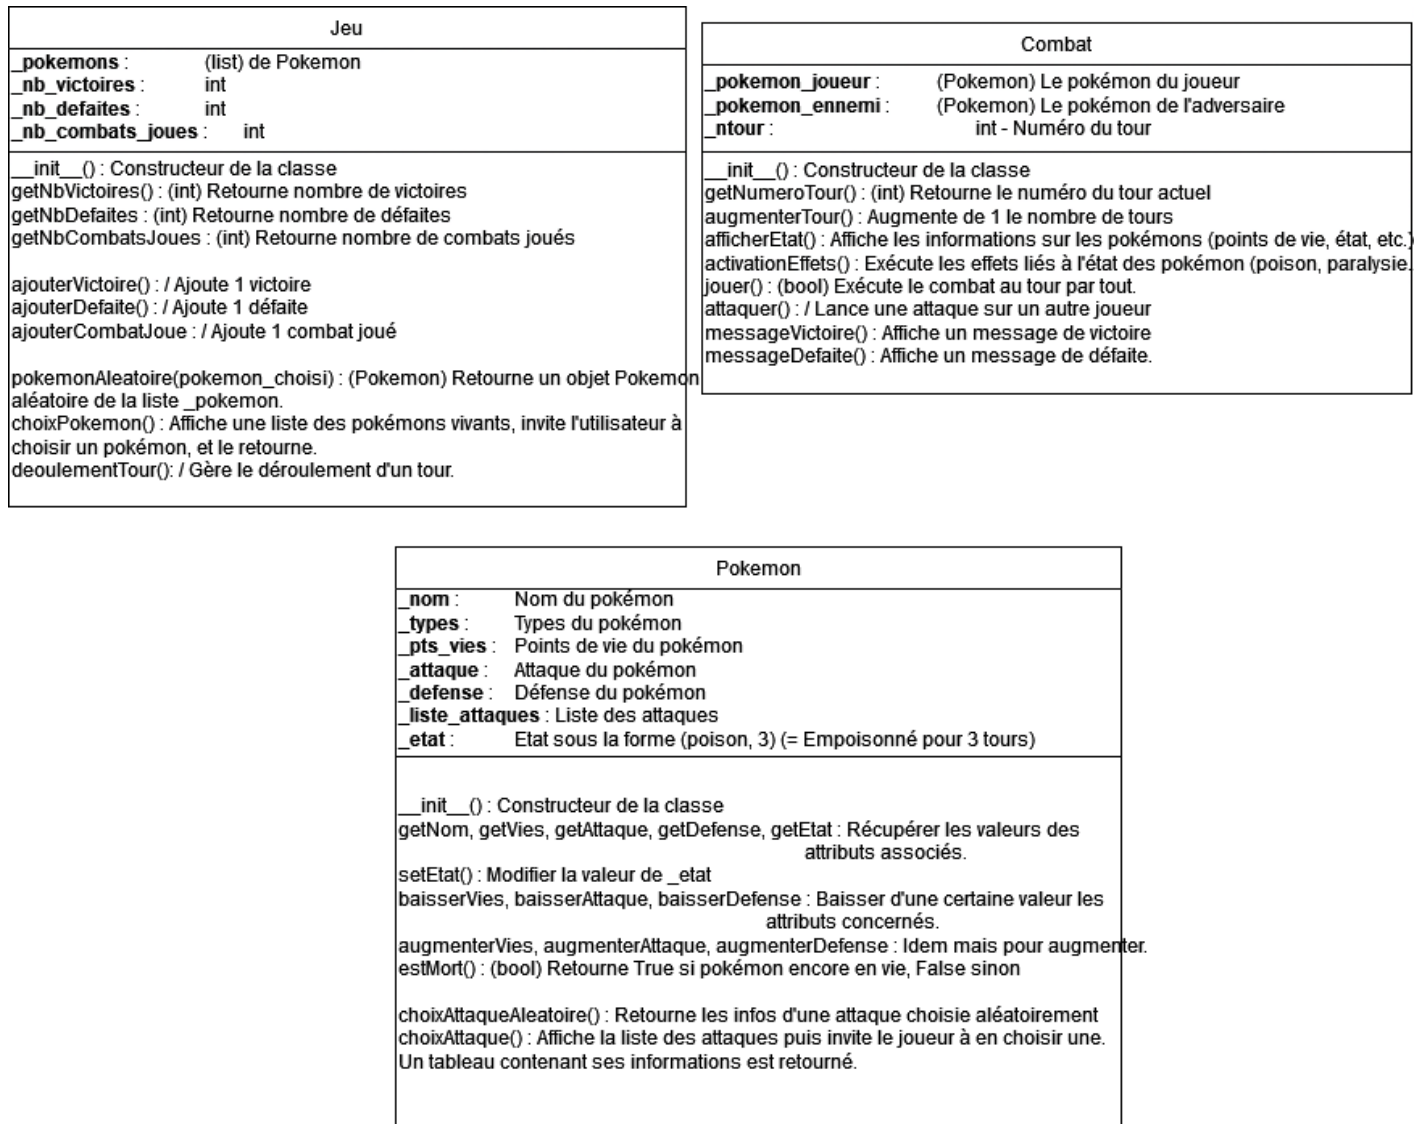 Jeu
_pokemons : (list) de Pokemon
_nb_victoires : int
_nb_defaites : int
_nb_combats_joues : int
__init__() : Constructeur de la classe
getNbVictoires() : (int) Retourne nombre de victoires
getNbDefaites : (int) Retourne nombre de défaites
getNbCombatsJoues : (int) Retourne nombre de combats joués
ajouterVictoire() : / Ajoute 1 victoire
ajouterDefaite() : / Ajoute 1 défaite
ajouterCombatJoue : / Ajoute 1 combat joué
pokemonAleatoire(pokemon_choisi) : (Pokemon) Retourne un objet Pokemon
aléatoire de la liste _pokemon.
choixPokemon() : Affiche une liste des pokémons vivants, invite l'utilisateur à
choisir un pokémon, et le retourne.
deoulementTour(): / Gère le déroulement d'un tour.
Combat
_pokemon_joueur : (Pokemon) Le pokémon du joueur
_pokemon_ennemi : (Pokemon) Le pokémon de l'adversaire
_ntour : int - Numéro du tour
__init__() : Constructeur de la classe
getNumeroTour() : (int) Retourne le numéro du tour actuel
augmenterTour() : Augmente de 1 le nombre de tours
afficherEtat() : Affiche les informations sur les pokémons (points de vie, état, etc.)
activationEffets() : Exécute les effets liés à l'état des pokémon (poison, paralysie.
jouer() : (bool) Exécute le combat au tour par tout.
attaquer() : / Lance une attaque sur un autre joueur
messageVictoire() : Affiche un message de victoire
messageDefaite() : Affiche un message de défaite.
Pokemon
_nom : Nom du pokémon
_types : Types du pokémon
_pts_vies : Points de vie du pokémon
_attaque : Attaque du pokémon
_defense : Défense du pokémon
_liste_attaques : Liste des attaques
_etat : Etat sous la forme (poison, 3) (= Empoisonné pour 3 tours)
__init__() : Constructeur de la classe
getNom, getVies, getAttaque, getDefense, getEtat : Récupérer les valeurs des
attributs associés.
setEtat() : Modifier la valeur de _etat
baisserVies, baisserAttaque, baisserDefense : Baisser d'une certaine valeur les
attributs concernés.
augmenterVies, augmenterAttaque, augmenterDefense : Idem mais pour augmenter.
estMort() : (bool) Retourne True si pokémon encore en vie, False sinon
choixAttaqueAleatoire() : Retourne les infos d'une attaque choisie aléatoirement
choixAttaque() : Affiche la liste des attaques puis invite le joueur à en choisir une.
Un tableau contenant ses informations est retourné.